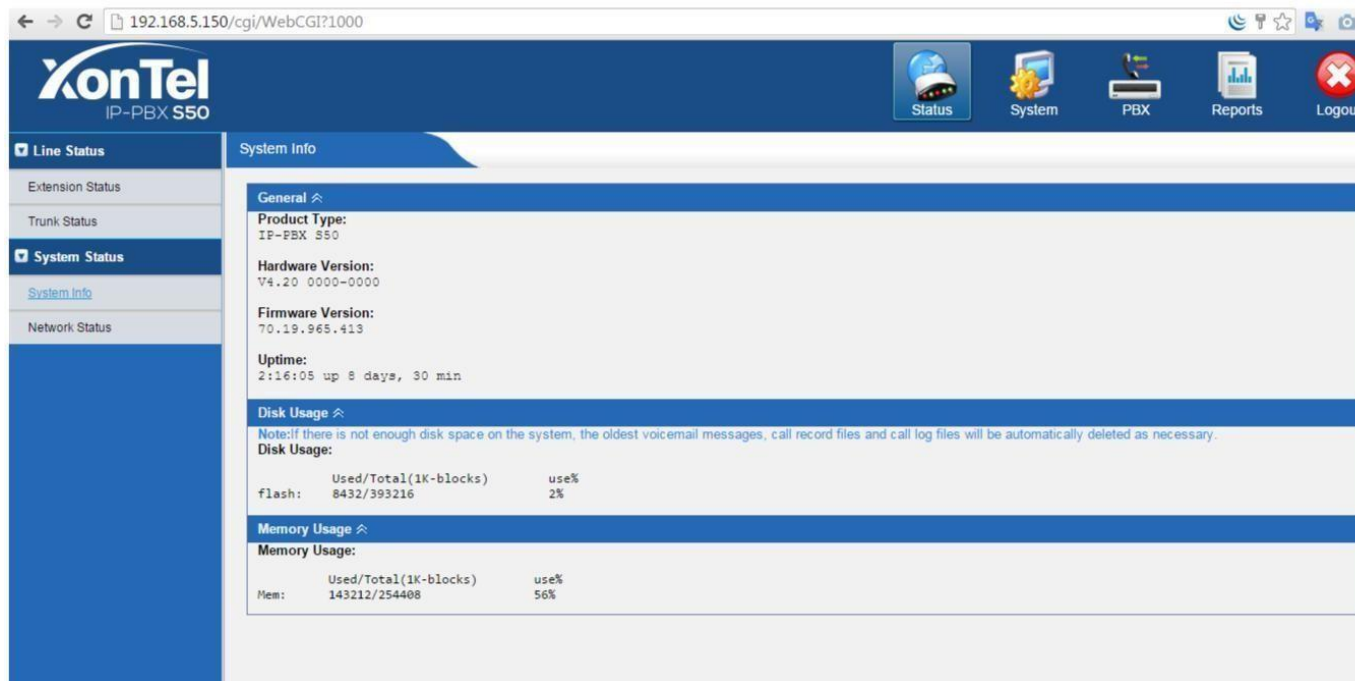 192.168.5.150/cgi/WebCGI?1000
XonTel
IP-PBX S50
Status
System
PBX
Reports
Logou
Line Status
Extension Status
Trunk Status
System Status
System Info
Network Status
System Info
General
Product Type:
IP-PBX S50
Hardware Version:
V4.20 0000-0000
Firmware Version:
70.19.965.413
Uptime:
2:16:05 up 8 days, 30 min
Disk Usage
Note:If there is not enough disk space on the system, the oldest voicemail messages, call record files and call log files will be automatically deleted as necessary.
Disk Usage:
Used/Total(1K-blocks) use%
flash: 8432/393216 2%
Memory Usage
Memory Usage:
Used/Total(1K-blocks) use%
Mem: 143212/254408 56%